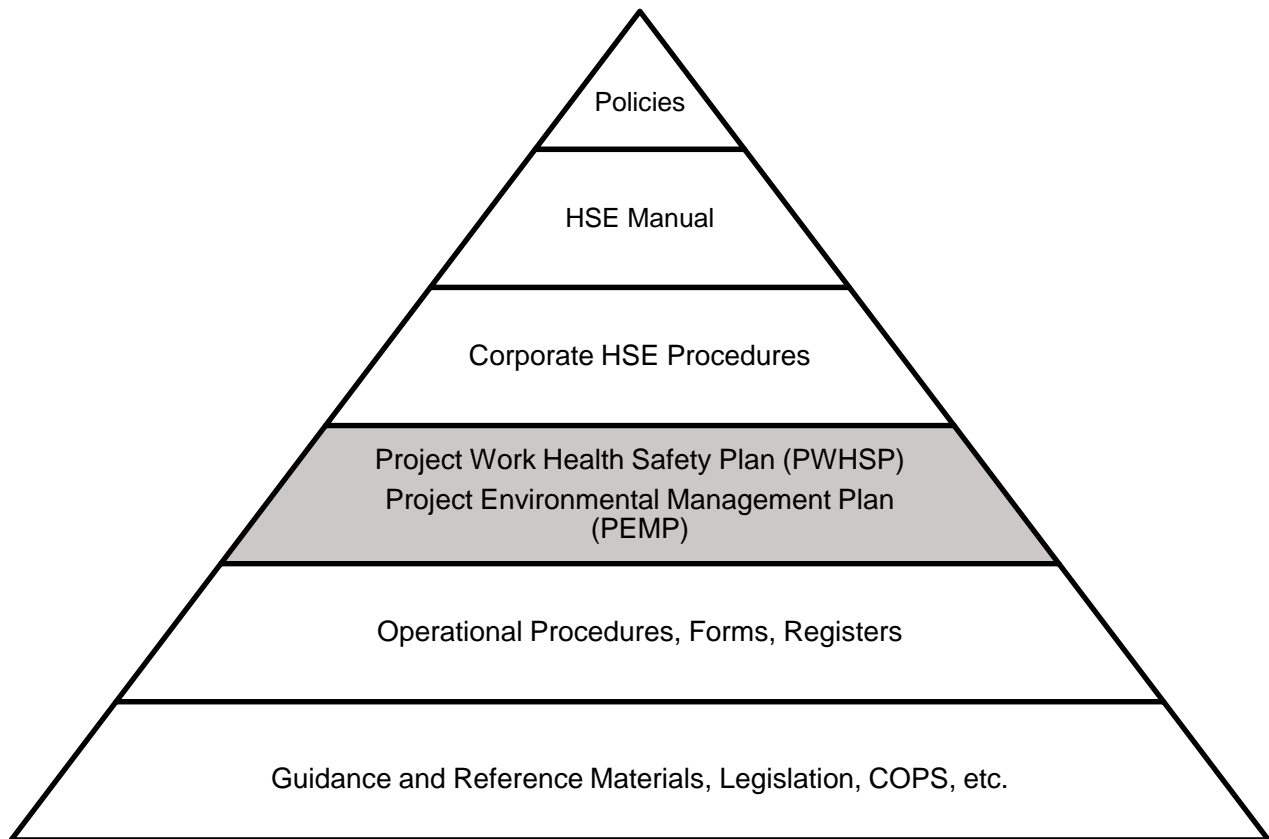 Policies
HSE Manual
Corporate HSE Procedures
Project Work Health Safety Plan (PWHSP)
Project Environmental Management Plan
(PEMP)
Operational Procedures, Forms, Registers
Guidance and Reference Materials, Legislation, COPS, etc.